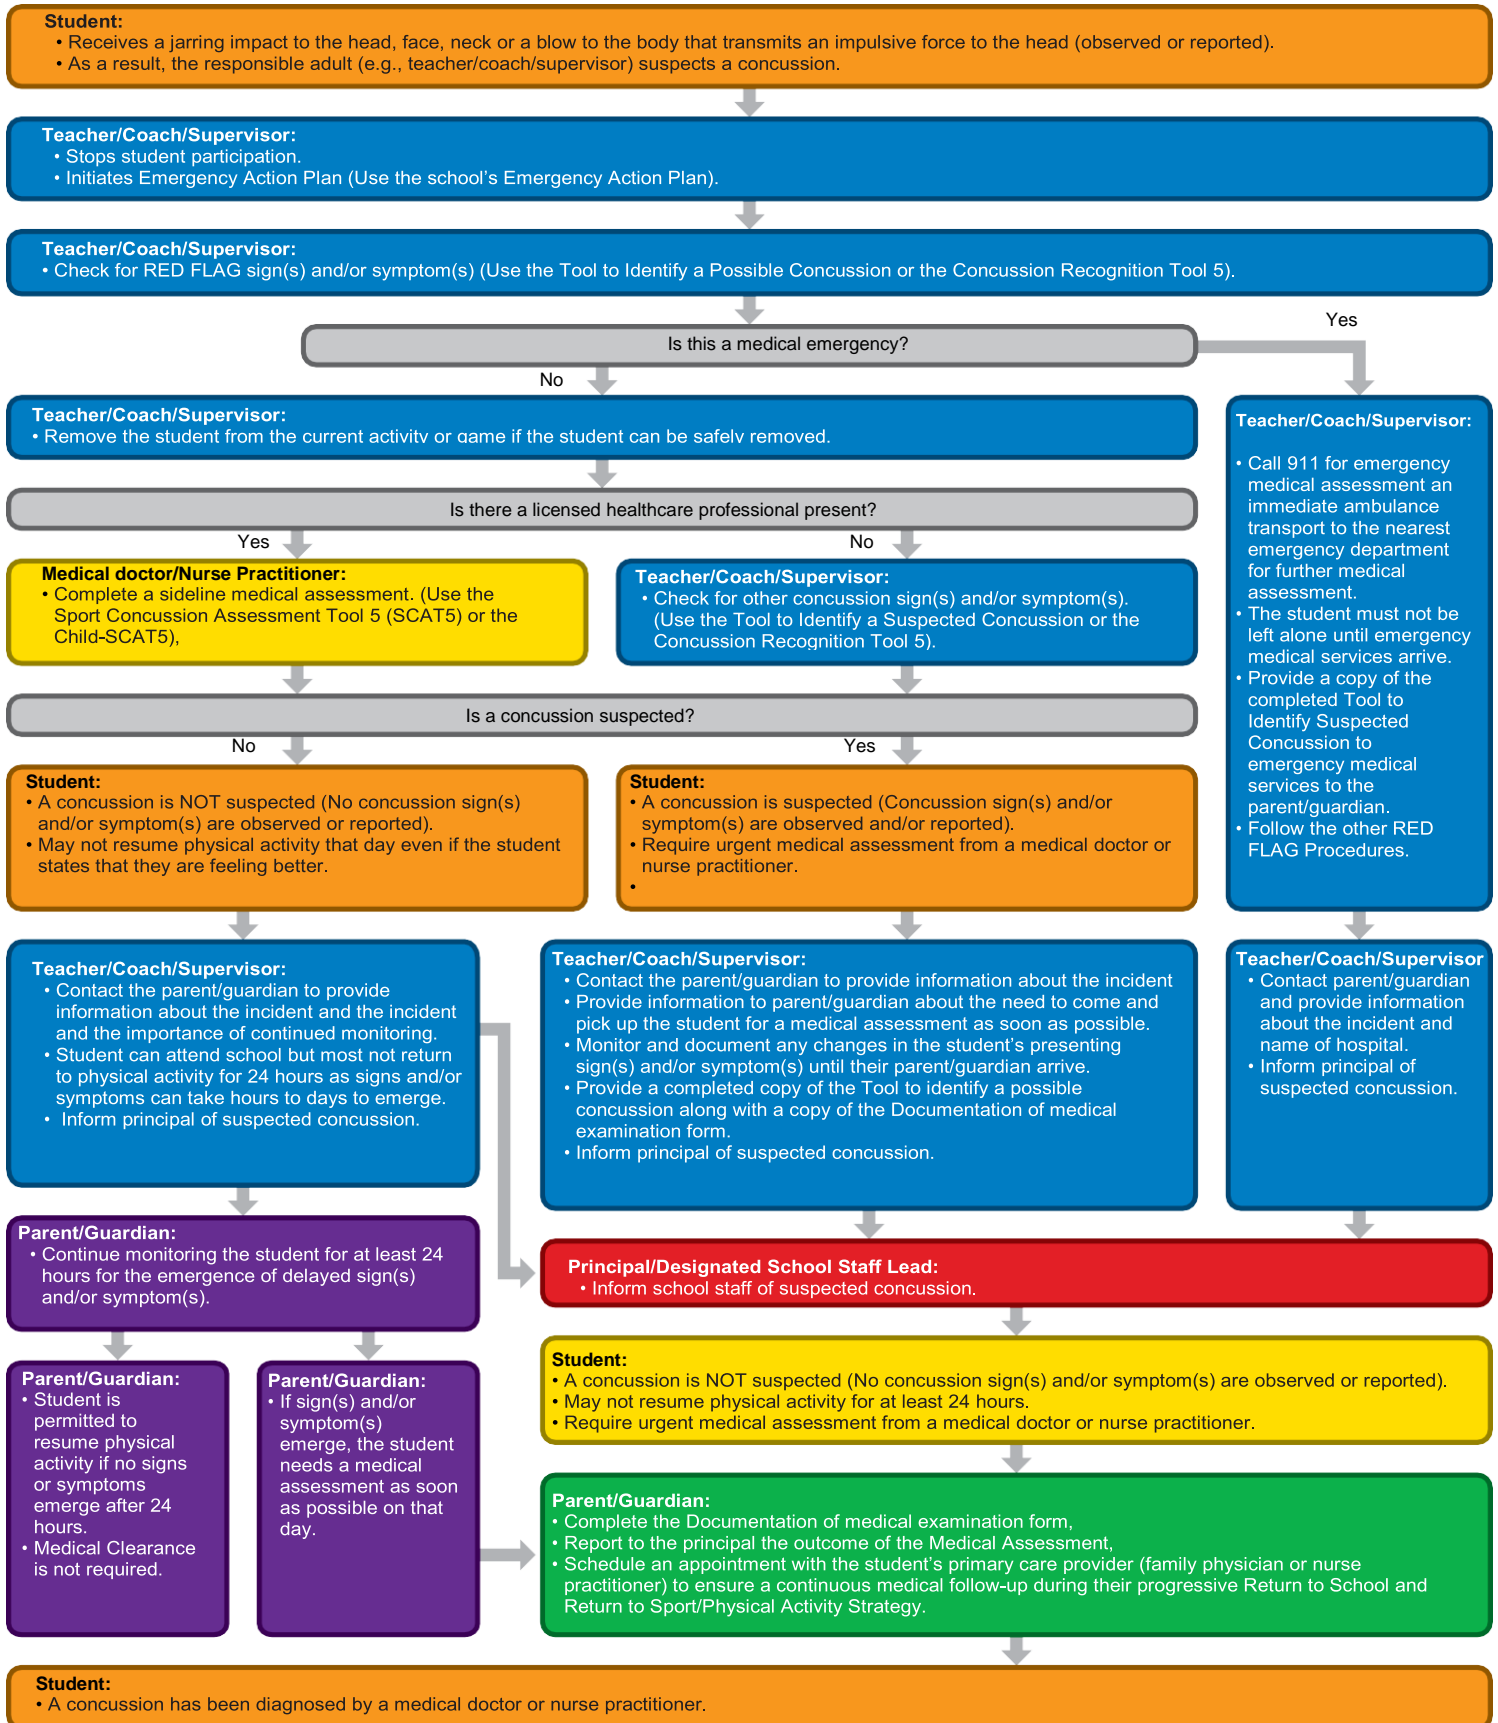 Student:
• Receives a jarring impact to the head, face, neck or a blow to the body that transmits an impulsive force to the head (observed or reported).
• As a result, the responsible adult (e.g., teacher/coach/supervisor) suspects a concussion.
Teacher/Coach/Supervisor:
• Stops student participation.
• Initiates Emergency Action Plan (Use the school's Emergency Action Plan).
Teacher/Coach/Supervisor:
• Check for RED FLAG sign(s) and/or symptom(s) (Use the Tool to Identify a Possible Concussion or the Concussion Recognition Tool 5).
Is this a medical emergency?
Yes
No
Teacher/Coach/Supervisor:
• Remove the student from the current activity or game if the student can be safely removed.
Teacher/Coach/Supervisor:
• Call 911 for emergency
medical assessment an
immediate ambulance
transport to the nearest
emergency department
for further medical
assessment.
• The student must not be
left alone until emergency
medical services arrive.
• Provide a copy of the
completed Tool to
Identify Suspected
Concussion to
emergency medical
services to the
parent/guardian.
• Follow the other RED
FLAG Procedures.
Is there a licensed healthcare professional present?
Yes
No
Medical doctor/Nurse Practitioner:
• Complete a sideline medical assessment. (Use the
Sport Concussion Assessment Tool 5 (SCAT5) or the
Child-SCAT5),
Teacher/Coach/Supervisor:
• Check for other concussion sign(s) and/or symptom(s).
(Use the Tool to Identify a Suspected Concussion or the
Concussion Recognition Tool 5).
Is a concussion suspected?
No
Yes
Student:
• A concussion is NOT suspected (No concussion sign(s)
and/or symptom(s) are observed or reported).
• May not resume physical activity that day even if the student
states that they are feeling better.
Student:
• A concussion is suspected (Concussion sign(s) and/or
symptom(s) are observed and/or reported).
• Require urgent medical assessment from a medical doctor or
nurse practitioner.
•
Teacher/Coach/Supervisor:
• Contact the parent/guardian to provide
information about the incident and the incident
and the importance of continued monitoring.
• Student can attend school but most not return
to physical activity for 24 hours as signs and/or
symptoms can take hours to days to emerge.
• Inform principal of suspected concussion.
Teacher/Coach/Supervisor:
• Contact the parent/guardian to provide information about the incident
• Provide information to parent/guardian about the need to come and
pick up the student for a medical assessment as soon as possible.
• Monitor and document any changes in the student's presenting
sign(s) and/or symptom(s) until their parent/guardian arrive.
• Provide a completed copy of the Tool to identify a possible
concussion along with a copy of the Documentation of medical
examination form.
• Inform principal of suspected concussion.
Teacher/Coach/Supervisor
• Contact parent/guardian
and provide information
about the incident and
name of hospital.
• Inform principal of
suspected concussion.
Parent/Guardian:
• Continue monitoring the student for at least 24
hours for the emergence of delayed sign(s)
and/or symptom(s).
Principal/Designated School Staff Lead:
• Inform school staff of suspected concussion.
Parent/Guardian:
• Student is
permitted to
resume physical
activity if no signs
or symptoms
emerge after 24
hours.
• Medical Clearance
is not required.
Parent/Guardian:
• If sign(s) and/or
symptom(s)
emerge, the student
needs a medical
assessment as soon
as possible on that
day.
Student:
• A concussion is NOT suspected (No concussion sign(s) and/or symptom(s) are observed or reported).
• May not resume physical activity for at least 24 hours.
• Require urgent medical assessment from a medical doctor or nurse practitioner.
Parent/Guardian:
• Complete the Documentation of medical examination form,
• Report to the principal the outcome of the Medical Assessment,
• Schedule an appointment with the student's primary care provider (family physician or nurse
practitioner) to ensure a continuous medical follow-up during their progressive Return to School and
Return to Sport/Physical Activity Strategy.
Student:
• A concussion has been diagnosed by a medical doctor or nurse practitioner.